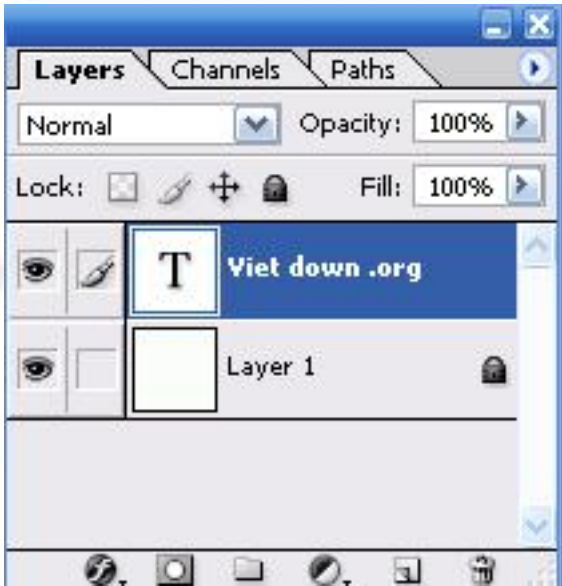 Layers Channels Paths
Normal Opacity: 100%
Lock: Fill: 100%
T Viet down .org
Layer 1